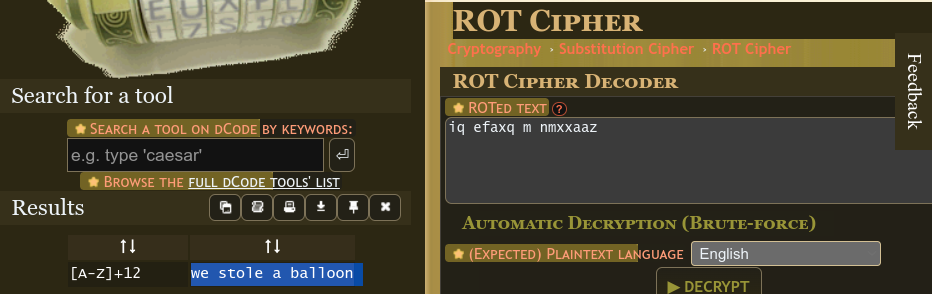 EUXPL
Search for a tool
SEARCH A TOOL ON DCODE BY KEYWORDS:
e.g. type 'caesar'
BROWSE THE FULL DCODE TOOLS' LIST
Results
[A-Z]+12
we stole a balloon
ROT CIPHER
Cryptography › Substitution Cipher › ROT Cipher
ROT CIPHER DECODER
ROTED TEXT ?
iq efaxq m nmxxaaz
AUTOMATIC DECRYPTION (BRUTE-FORCE)
(EXPECTED) PLAINTEXT LANGUAGE English
▶ DECRYPT
Feedback